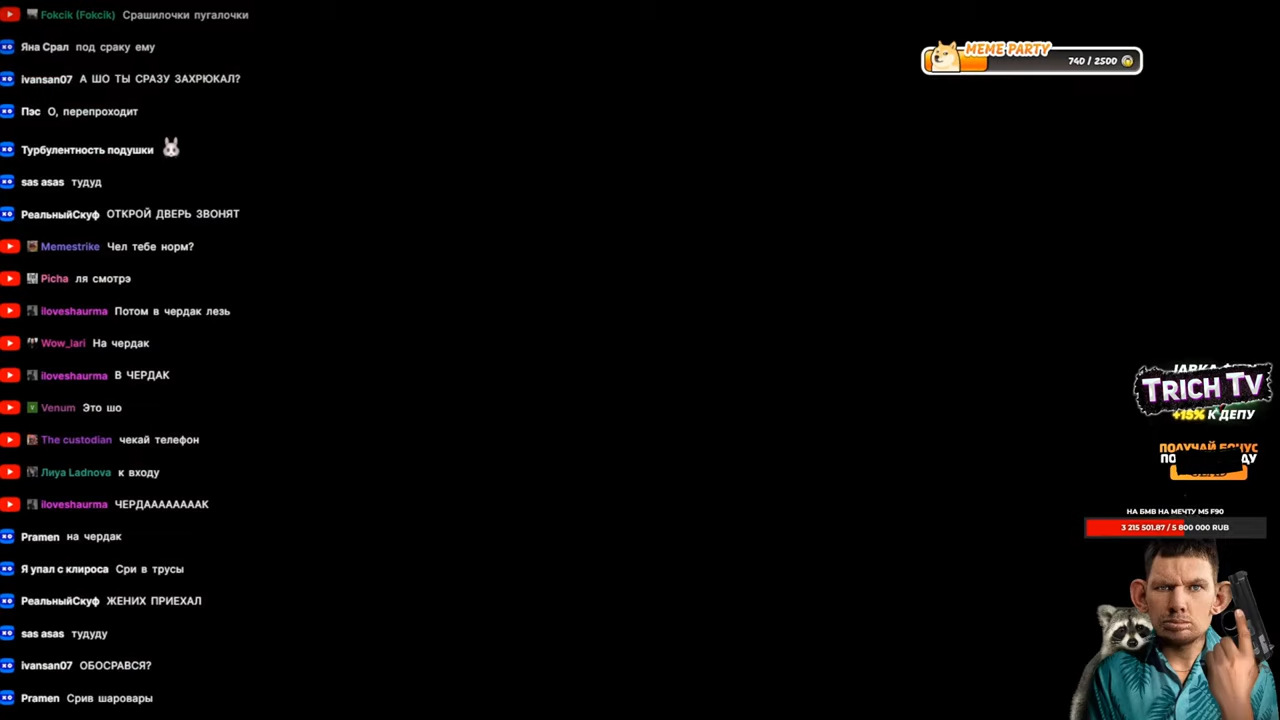 Fokcik (Fokcik) Срашилочки пугалочки
Яна Срал под сраку ему
ivansan07 А ШО ТЫ СРАЗУ ЗАХРЮКАЛ?
Пэс О, перепроходит
Турбулентность подушки
sas asas тудуд
РеальныйСкуф ОТКРОЙ ДВЕРЬ ЗВОНЯТ
Memestrike Чел тебе норм?
Picha ля смотрэ
iloveshaurma Потом в чердак лезь
Wow_lari На чердак
iloveshaurma В ЧЕРДАК
Venum Это шо
The custodian чекай телефон
Лиya Ladnova к входу
iloveshaurma ЧЕРДАААААААК
Pramen на чердак
Я упал с клироса Сри в трусы
РеальныйСкуф ЖЕНИХ ПРИЕХАЛ
sas asas тудуду
ivansan07 ОБОСРАВСЯ?
Pramen Срив шаровары
MEME PARTY
740 / 2500
TRICH TV
+15% К ДЕПУ
ПОЛУЧАЙ БОНУС
НА БМВ НА МЕЧТУ M5 F90
3 215 501.87 / 5 800 000 RUB